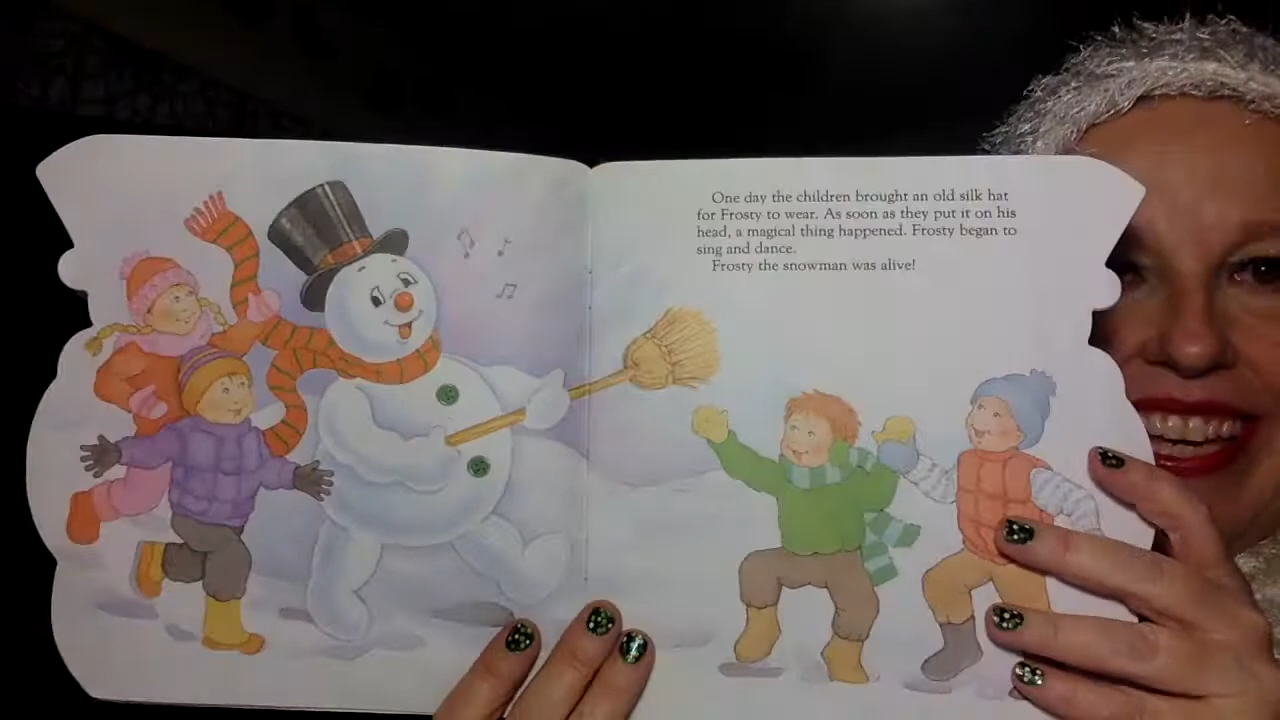 One day the children brought an old silk hat
for Frosty to wear. As soon as they put it on his
head, a magical thing happened. Frosty began to
sing and dance.
Frosty the snowman was alive!